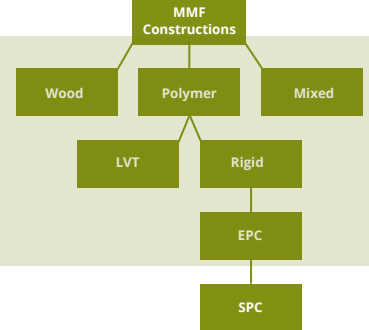 MMF
Constructions
Wood
Polymer
Mixed
LVT
Rigid
EPC
SPC